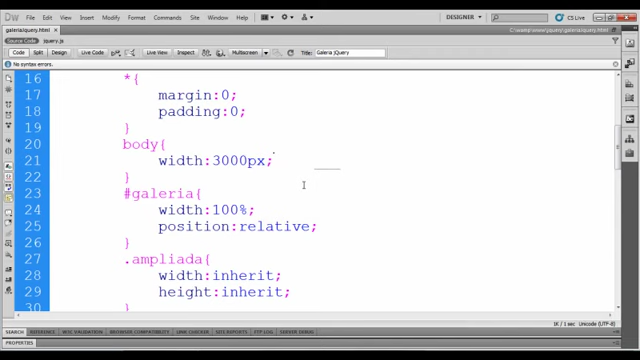 File Edit View Insert Modify Format Commands Site Window Help
DESIGNER
CS Live
galeriajquery.html
Source Code jquery.js
Code Split Design Live Code Live View Inspect Multiscreen Title: Galeria jQuery
No syntax errors.
16 *{
17 margin:0;
18 padding:0;
19 }
20 body{
21 width:3000px;
22 }
23 #galeria{
24 width:100%;
25 position:relative;
26 }
27 .ampliada{
28 width:inherit;
29 height:inherit;
30 }
1K / 1 sec Unicode (UTF-8)
SEARCH REFERENCE W3C VALIDATION BROWSER COMPATIBILITY LINK CHECKER SITE REPORTS FTP LOG SERVER DEBUG
PROPERTIES